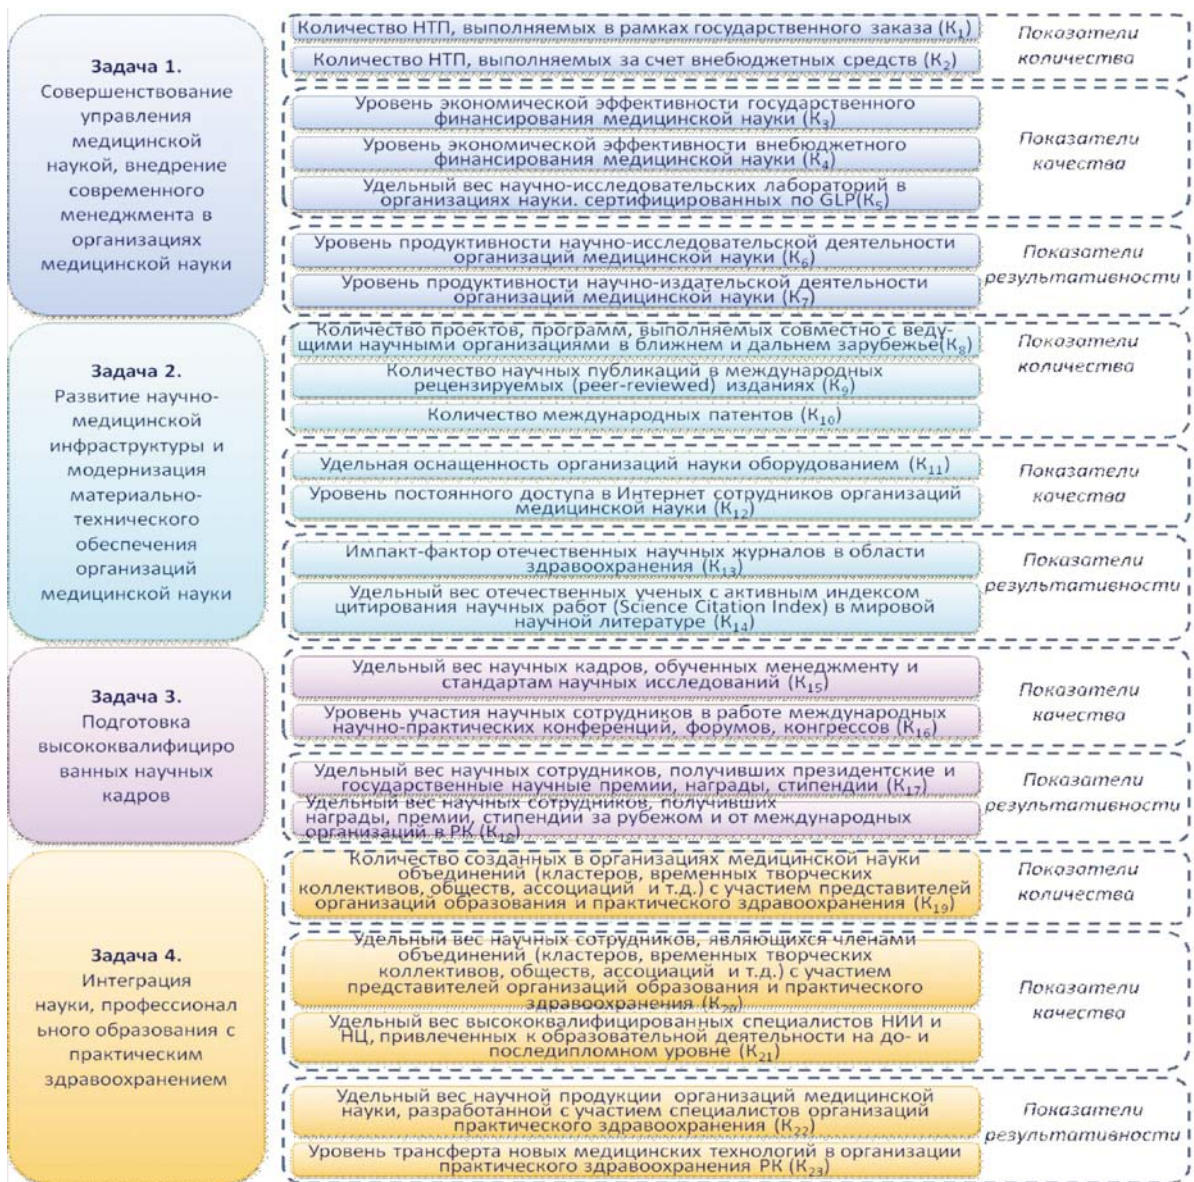 Задача 1.
Совершенствование
управления
медицинской
наукой, внедрение
современного
менеджмента в
организациях
медицинской науки
Количество НТП, выполняемых в рамках государственного заказа (К1)
Количество НТП, выполняемых за счет внебюджетных средств (К2)
Показатели
количества
Уровень экономической эффективности государственного
финансирования медицинской науки (К3)
Уровень экономической эффективности внебюджетного
финансирования медицинской науки (К4)
Удельный вес научно-исследовательских лабораторий в
организациях науки. сертифицированных по GLP(К5)
Показатели
качества
Уровень продуктивности научно-исследовательской деятельности
организаций медицинской науки (К6)
Уровень продуктивности научно-издательской деятельности
организаций медицинской науки (К7)
Показатели
результативности
Задача 2.
Развитие научно-
медицинской
инфраструктуры и
модернизация
материально-
технического
обеспечения
организаций
медицинской науки
Количество проектов, программ, выполняемых совместно с веду-
щими научными организациями в ближнем и дальнем зарубежье(К8)
Количество научных публикаций в международных
рецензируемых (peer-reviewed) изданиях (К9)
Количество международных патентов (К10)
Показатели
количества
Удельная оснащенность организаций науки оборудованием (К11)
Уровень постоянного доступа в Интернет сотрудников организаций
медицинской науки (К12)
Показатели
качества
Импакт-фактор отечественных научных журналов в области
здравоохранения (К13)
Удельный вес отечественных ученых с активным индексом
цитирования научных работ (Science Citation Index) в мировой
научной литературе (К14)
Показатели
результативности
Задача 3.
Подготовка
высококвалифициро
ванных научных
кадров
Удельный вес научных кадров, обученных менеджменту и
стандартам научных исследований (К15)
Уровень участия научных сотрудников в работе международных
научно-практических конференций, форумов, конгрессов (К16)
Показатели
качества
Удельный вес научных сотрудников, получивших президентские и
государственные научные премии, награды, стипендии (К17)
Удельный вес научных сотрудников, получивших
награды, премии, стипендии за рубежом и от международных
организаций в РК (К18)
Показатели
результативности
Задача 4.
Интеграция
науки, профессионал
ьного образования с
практическим
здравоохранением
Количество созданных в организациях медицинской науки
объединений (кластеров, временных творческих
коллективов, обществ, ассоциаций и т.д.) с участием представителей
организаций образования и практического здравоохранения (К19)
Показатели
количества
Удельный вес научных сотрудников, являющихся членами
объединений (кластеров, временных творческих
коллективов, обществ, ассоциаций и т.д.) с участием
представителей организаций образования и практического
здравоохранения (К20)
Удельный вес высококвалифицированных специалистов НИИ и
НЦ, привлеченных к образовательной деятельности на до- и
последипломном уровне (К21)
Показатели
качества
Удельный вес научной продукции организаций медицинской
науки, разработанной с участием специалистов организаций
практического здравоохранения (К22)
Уровень трансферта новых медицинских технологий в организации
практического здравоохранения РК (К23)
Показатели
результативности